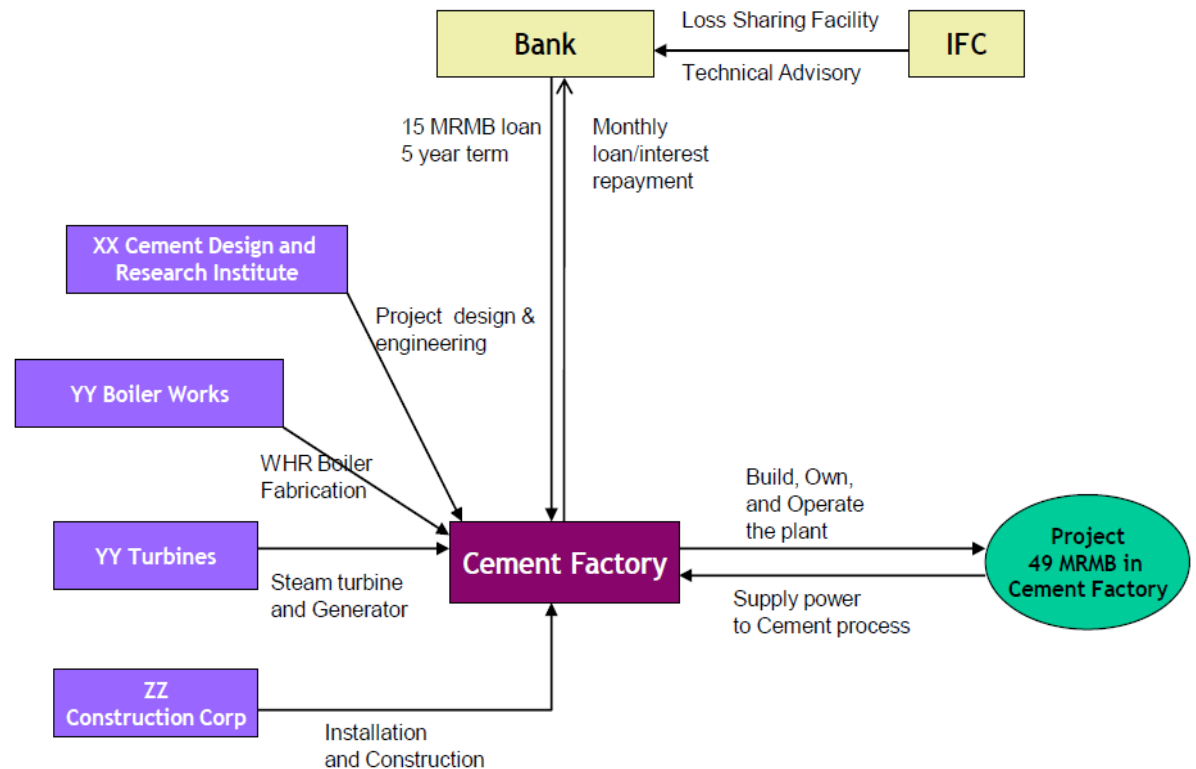 Loss Sharing Facility
Bank
IFC
Technical Advisory
15 MRMB loan
5 year term
Monthly
loan/interest
repayment
XX Cement Design and
Research Institute
Project design &
engineering
YY Boiler Works
WHR Boiler
Fabrication
Build, Own,
and Operate
the plant
YY Turbines
Cement Factory
Project
49 MRMB in
Cement Factory
Steam turbine
and Generator
Supply power
to Cement process
ZZ
Construction Corp
Installation
and Construction